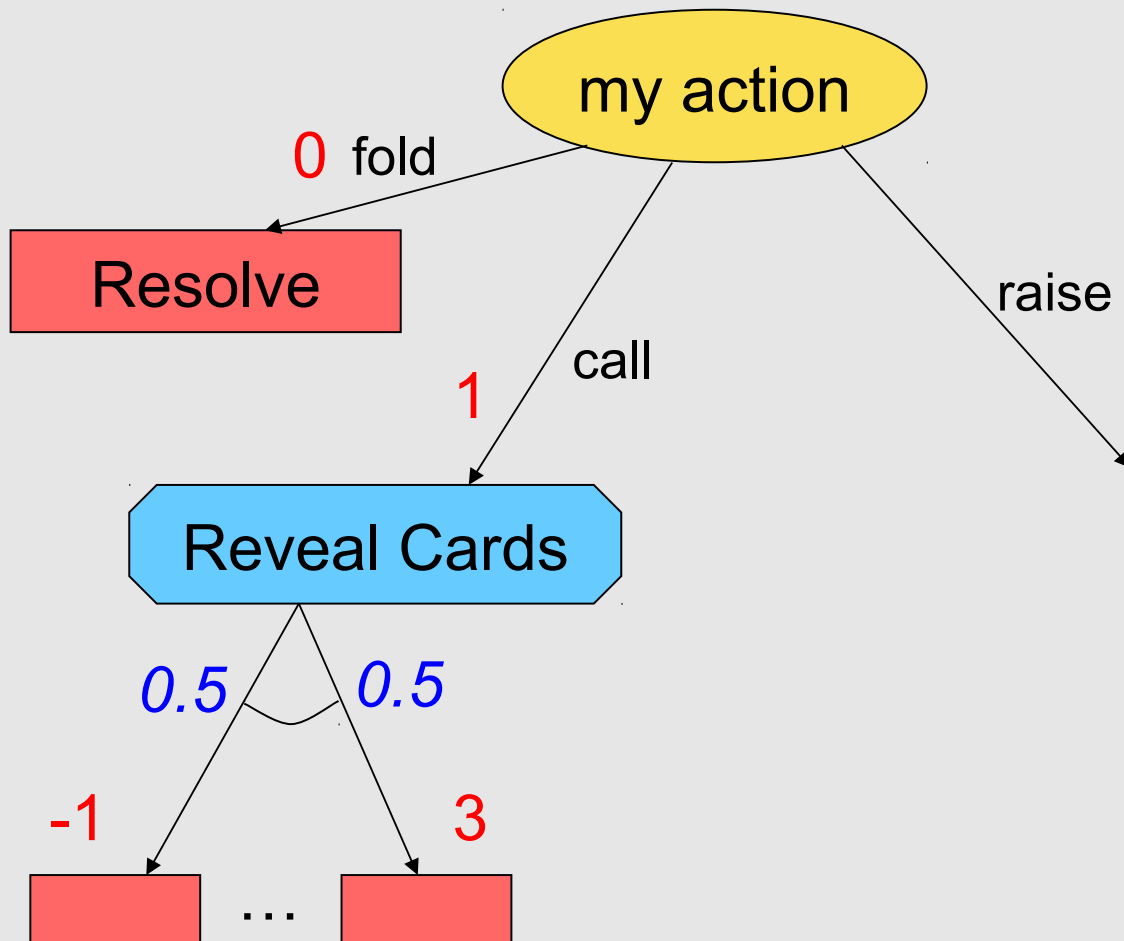 my action
0 fold
Resolve
raise
call
1
Reveal Cards
0.5 0.5
-1 3
...